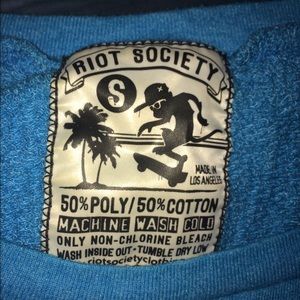 RIOT SOCIETY
S
MADE IN
LOS ANGELES
50% POLY/50% COTTON
MACHINE WASH COLD
ONLY NON-CHLORINE BLEACH
WASH INSIDE OUT-TUMBLE DRY LOW